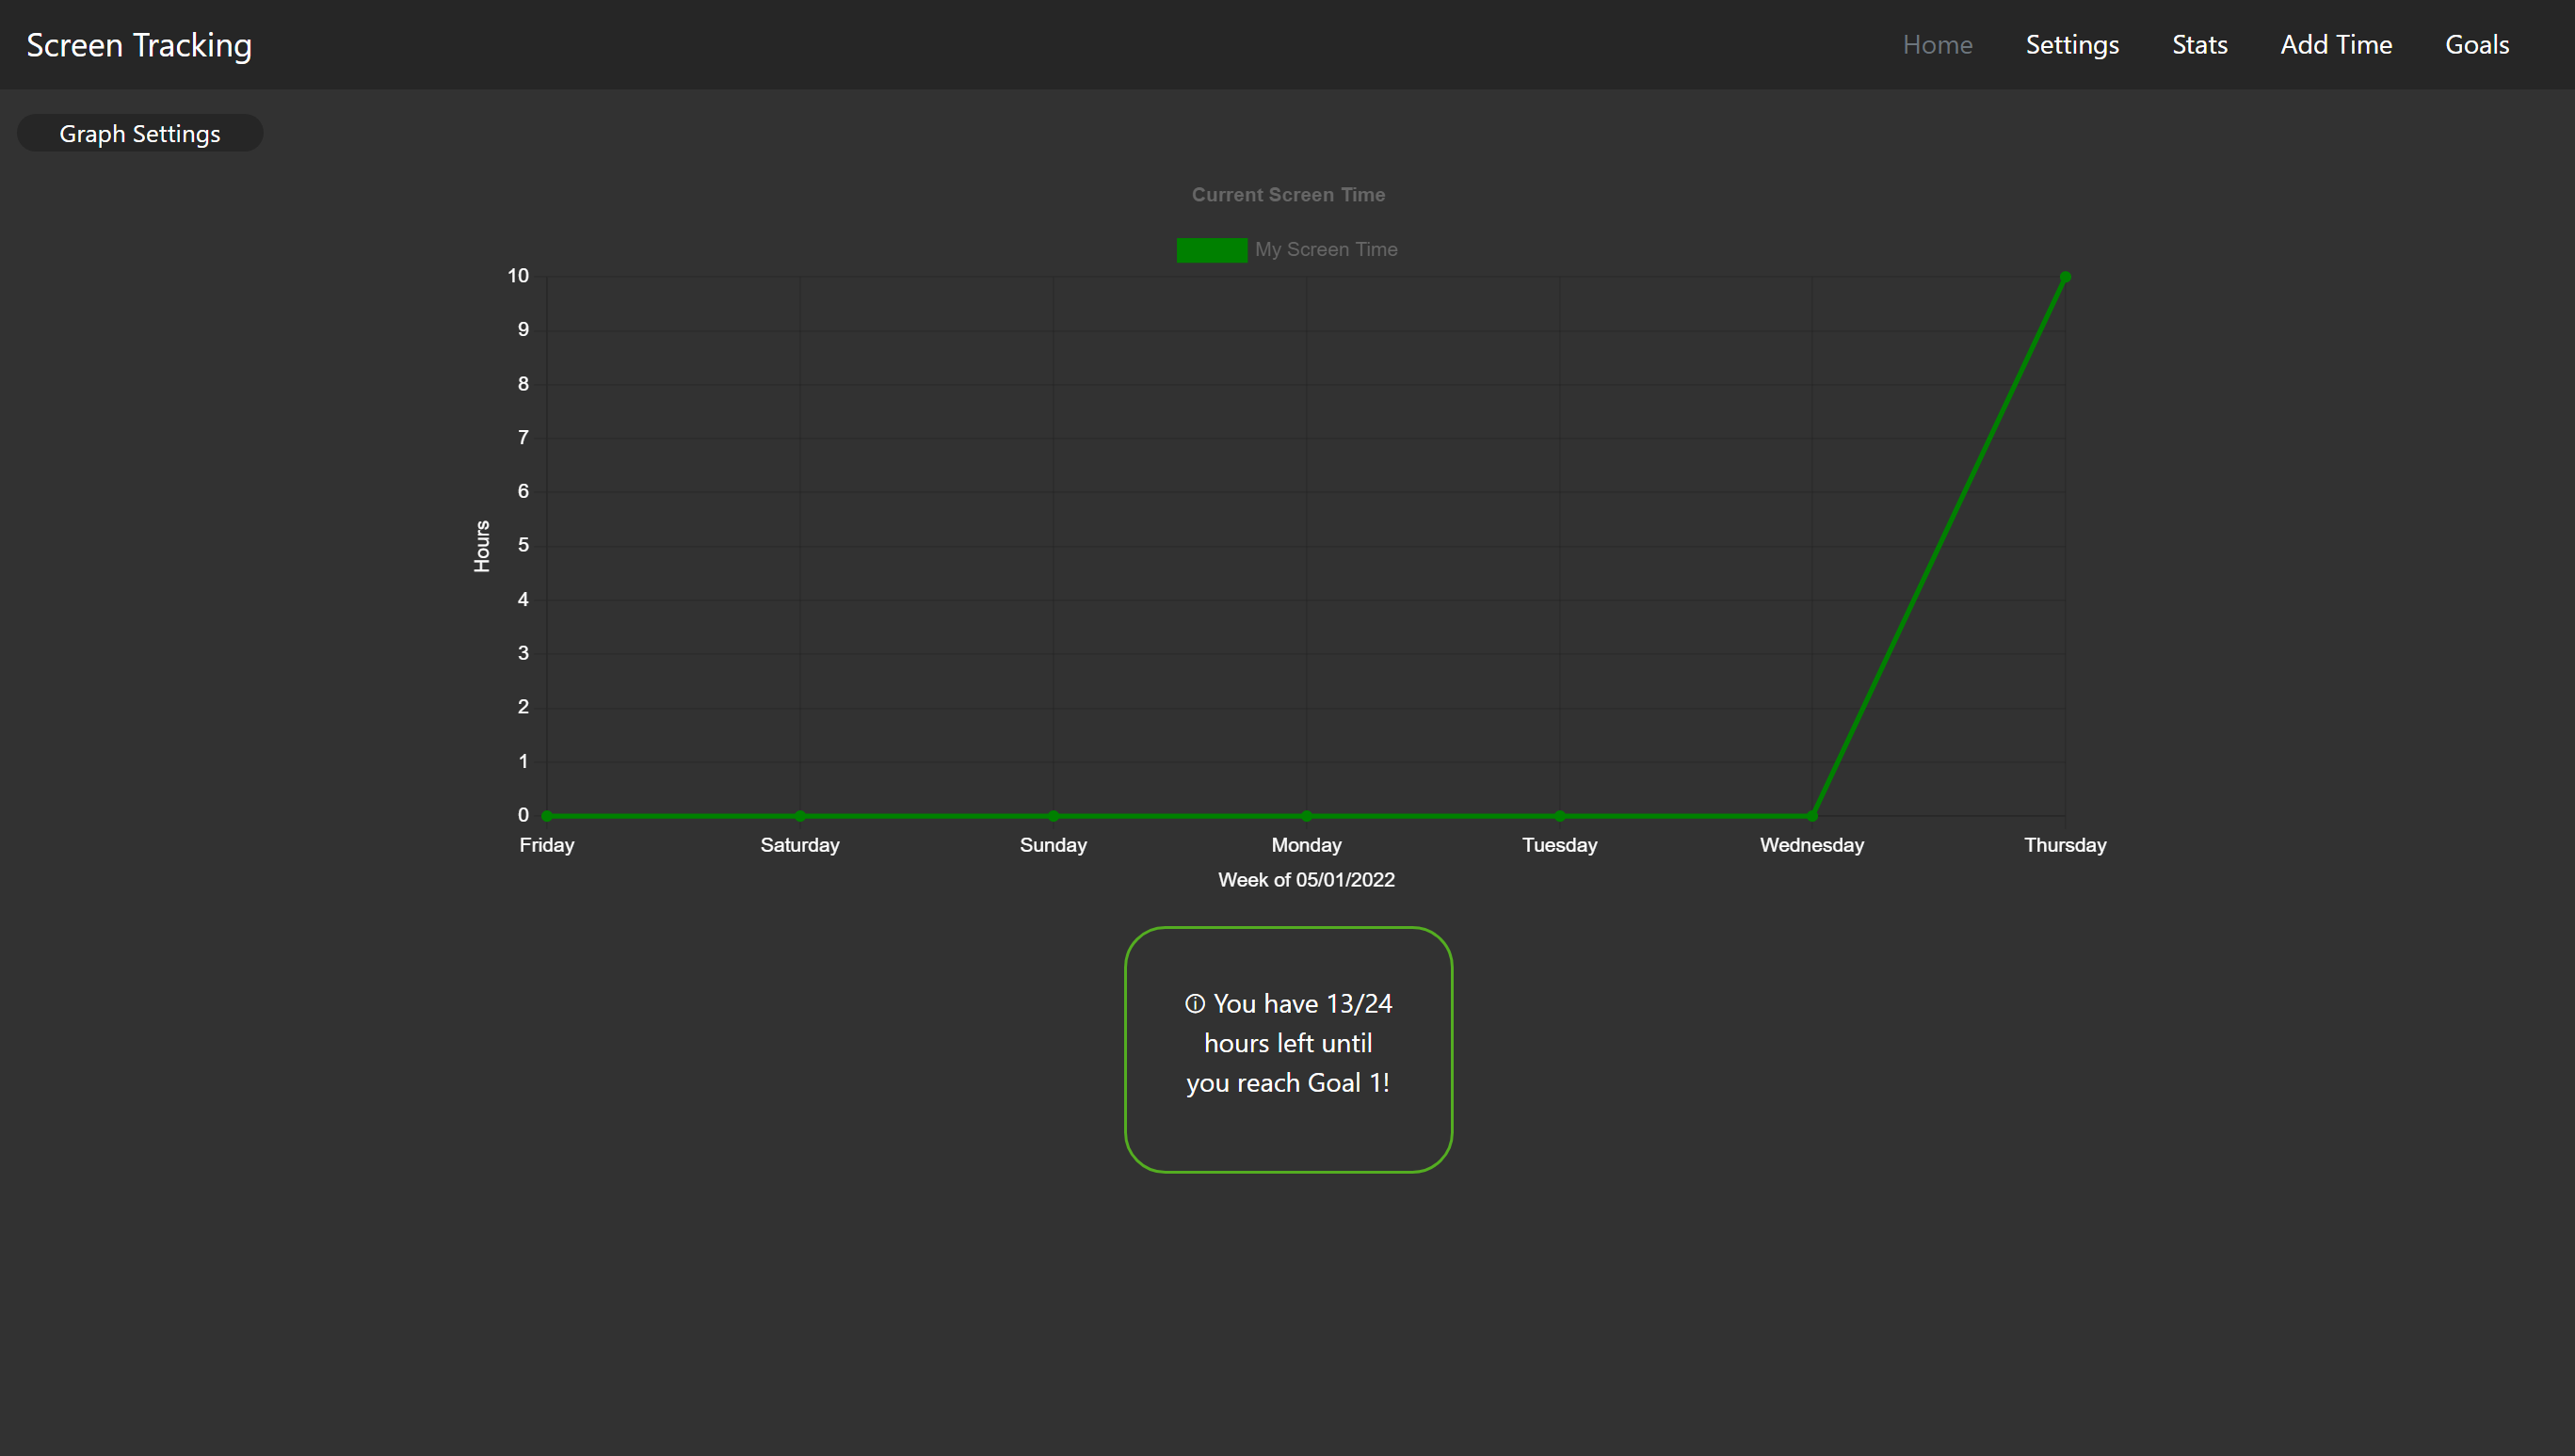 Screen Tracking
Home Settings Stats Add Time Goals
Graph Settings
Current Screen Time
My Screen Time
10
9
8
7
6
5
4
3
2
1
0
Hours
Friday Saturday Sunday Monday Tuesday Wednesday Thursday
Week of 05/01/2022
You have 13/24
hours left until
you reach Goal 1!